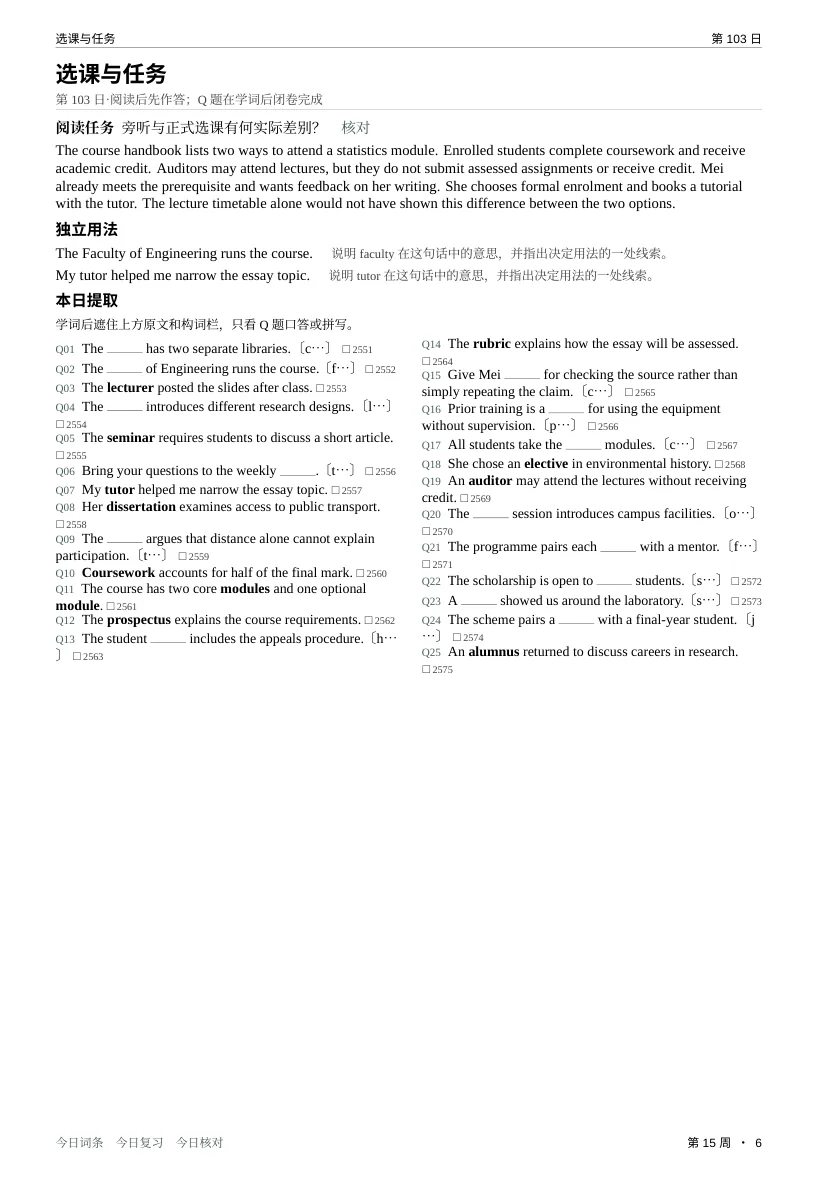 选课与任务 第 103 日
选课与任务
第 103 日·阅读后先作答；Q 题在学词后闭卷完成
阅读任务 旁听与正式选课有何实际差别？ 核对
The course handbook lists two ways to attend a statistics module. Enrolled students complete coursework and receive
academic credit. Auditors may attend lectures, but they do not submit assessed assignments or receive credit. Mei
already meets the prerequisite and wants feedback on her writing. She chooses formal enrolment and books a tutorial
with the tutor. The lecture timetable alone would not have shown this difference between the two options.
独立用法
The Faculty of Engineering runs the course. 说明 faculty 在这句话中的意思，并指出决定用法的一处线索。
My tutor helped me narrow the essay topic. 说明 tutor 在这句话中的意思，并指出决定用法的一处线索。
本日提取
学词后遮住上方原文和构词栏，只看 Q 题口答或拼写。
Q01 The _____ has two separate libraries.〔c⋯〕 □ 2551
Q02 The _____ of Engineering runs the course.〔f⋯〕 □ 2552
Q03 The lecturer posted the slides after class. □ 2553
Q04 The _____ introduces different research designs.〔l⋯〕
□ 2554
Q05 The seminar requires students to discuss a short article.
□ 2555
Q06 Bring your questions to the weekly _____.〔t⋯〕 □ 2556
Q07 My tutor helped me narrow the essay topic. □ 2557
Q08 Her dissertation examines access to public transport.
□ 2558
Q09 The _____ argues that distance alone cannot explain
participation.〔t⋯〕 □ 2559
Q10 Coursework accounts for half of the final mark. □ 2560
Q11 The course has two core modules and one optional
module. □ 2561
Q12 The prospectus explains the course requirements. □ 2562
Q13 The student _____ includes the appeals procedure.〔h⋯
〕 □ 2563
Q14 The rubric explains how the essay will be assessed.
□ 2564
Q15 Give Mei _____ for checking the source rather than
simply repeating the claim.〔c⋯〕 □ 2565
Q16 Prior training is a _____ for using the equipment
without supervision.〔p⋯〕 □ 2566
Q17 All students take the _____ modules.〔c⋯〕 □ 2567
Q18 She chose an elective in environmental history. □ 2568
Q19 An auditor may attend the lectures without receiving
credit. □ 2569
Q20 The _____ session introduces campus facilities.〔o⋯〕
□ 2570
Q21 The programme pairs each _____ with a mentor.〔f⋯〕
□ 2571
Q22 The scholarship is open to _____ students.〔s⋯〕 □ 2572
Q23 A _____ showed us around the laboratory.〔s⋯〕 □ 2573
Q24 The scheme pairs a _____ with a final-year student.〔j
⋯〕 □ 2574
Q25 An alumnus returned to discuss careers in research.
□ 2575
今日词条 今日复习 今日核对 第 15 周 • 6